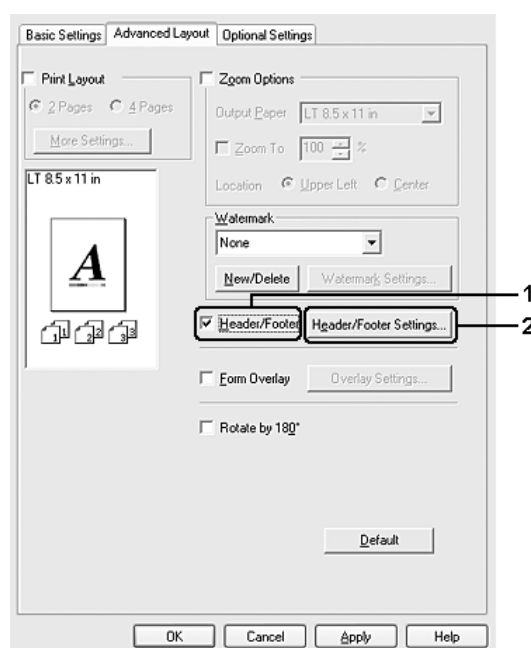 Basic Settings Advanced Layout Optional Settings
Print Layout
2 Pages 4 Pages
More Settings...
LT 8.5 x 11 in
A
1 2 3
Zoom Options
Output Paper LT 8.5 x 11 in
Zoom To 100 %
Location Upper Left Center
Watermark
None
New/Delete Watermark Settings...
1
Header/Footer Header/Footer Settings...
2
Form Overlay Overlay Settings...
Rotate by 180°
Default
OK Cancel Apply Help